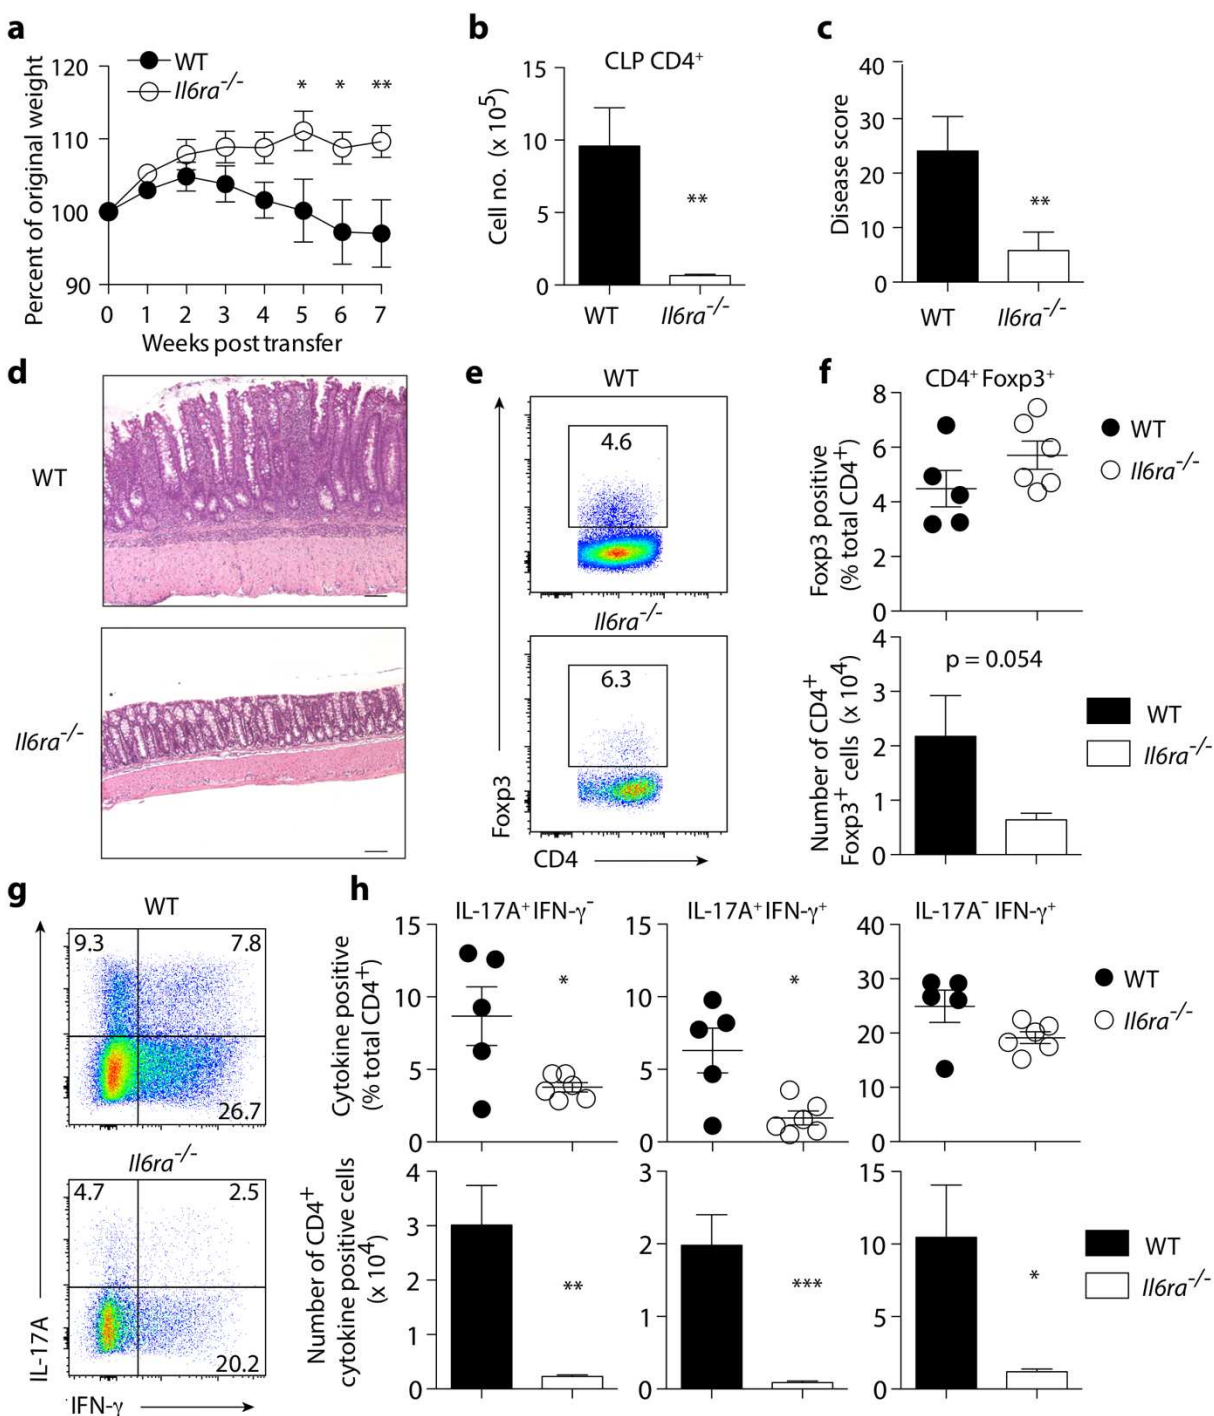 a
WT
Il6ra-/-
* * **
120
110
100
90
Percent of original weight
0 1 2 3 4 5 6 7
Weeks post transfer
b
CLP CD4+
15
10
5
0
Cell no. (x 10^5)
**
WT Il6ra-/-
c
40
30
20
10
0
Disease score
**
WT Il6ra-/-
d
WT
Il6ra-/-
e
WT
4.6
Il6ra-/-
6.3
Foxp3
CD4
f
CD4+ Foxp3+
8
6
4
2
0
Foxp3 positive
(% total CD4+)
WT
Il6ra-/-
4
3
2
1
0
p = 0.054
Number of CD4+
Foxp3+ cells (x 10^4)
WT
Il6ra-/-
g
WT
9.3 7.8
26.7
Il6ra-/-
4.7 2.5
20.2
IL-17A
IFN-γ
h
IL-17A+ IFN-γ-
15
10
5
0
Cytokine positive
(% total CD4+)
*
IL-17A+ IFN-γ+
15
10
5
0
*
IL-17A- IFN-γ+
40
30
20
10
0
WT
Il6ra-/-
4
3
2
1
0
Number of CD4+
cytokine positive cells
(x 10^4)
**
3
2
1
0
***
15
10
5
0
*
WT
Il6ra-/-